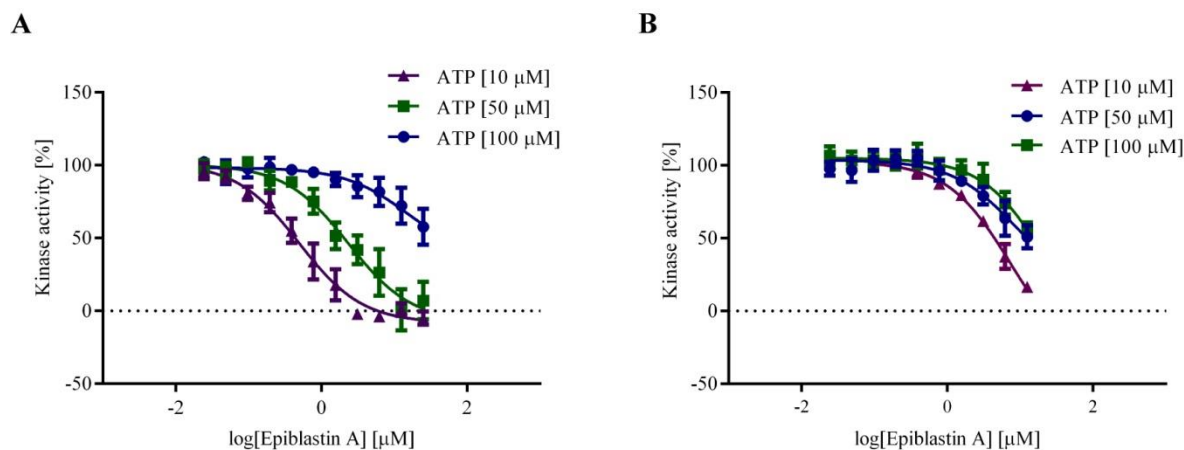 A
ATP [10 μM]
ATP [50 μM]
ATP [100 μM]
150
100
50
0
-50
Kinase activity [%]
-2
0
2
log[Epiblastin A] [μM]
B
ATP [10 μM]
ATP [50 μM]
ATP [100 μM]
150
100
50
0
-50
Kinase activity [%]
-2
0
2
log[Epiblastin A] [μM]